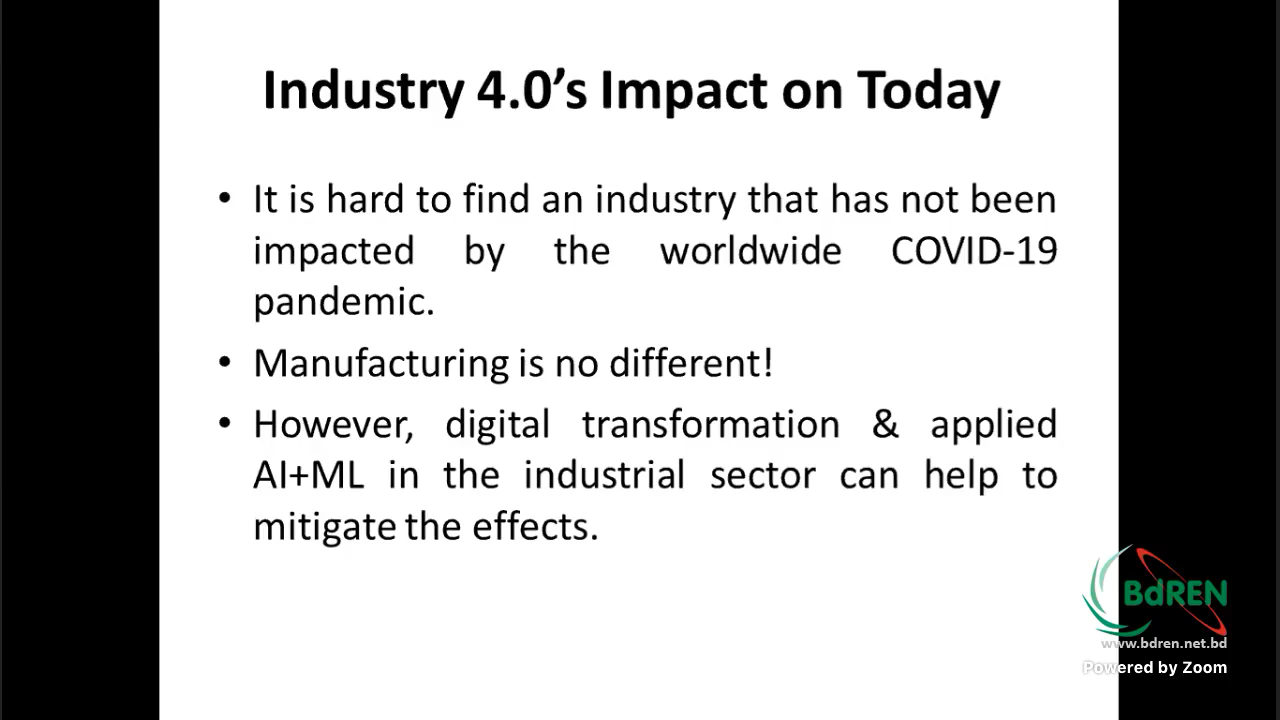 Industry 4.0’s Impact on Today
• It is hard to find an industry that has not been
impacted by the worldwide COVID-19
pandemic.
• Manufacturing is no different!
• However, digital transformation & applied
AI+ML in the industrial sector can help to
mitigate the effects.
BdREN
www.bdren.net.bd
Powered by Zoom